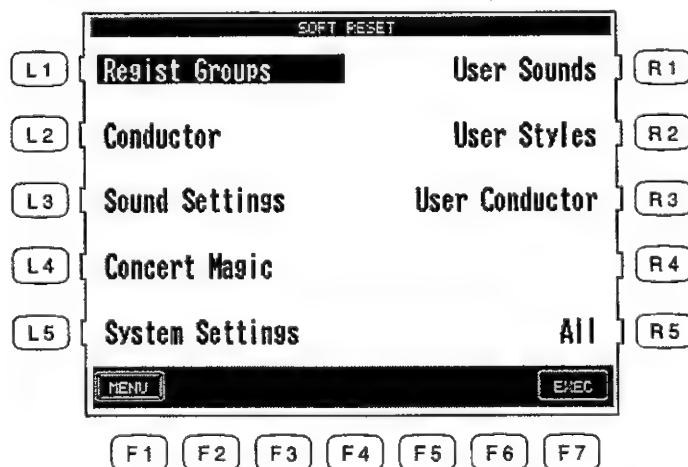 SOFT RESET
L1 Regist Groups User Sounds R1
L2 Conductor User Styles R2
L3 Sound Settings User Conductor R3
L4 Concert Magic R4
L5 System Settings All R5
MENU EXEC
F1 F2 F3 F4 F5 F6 F7